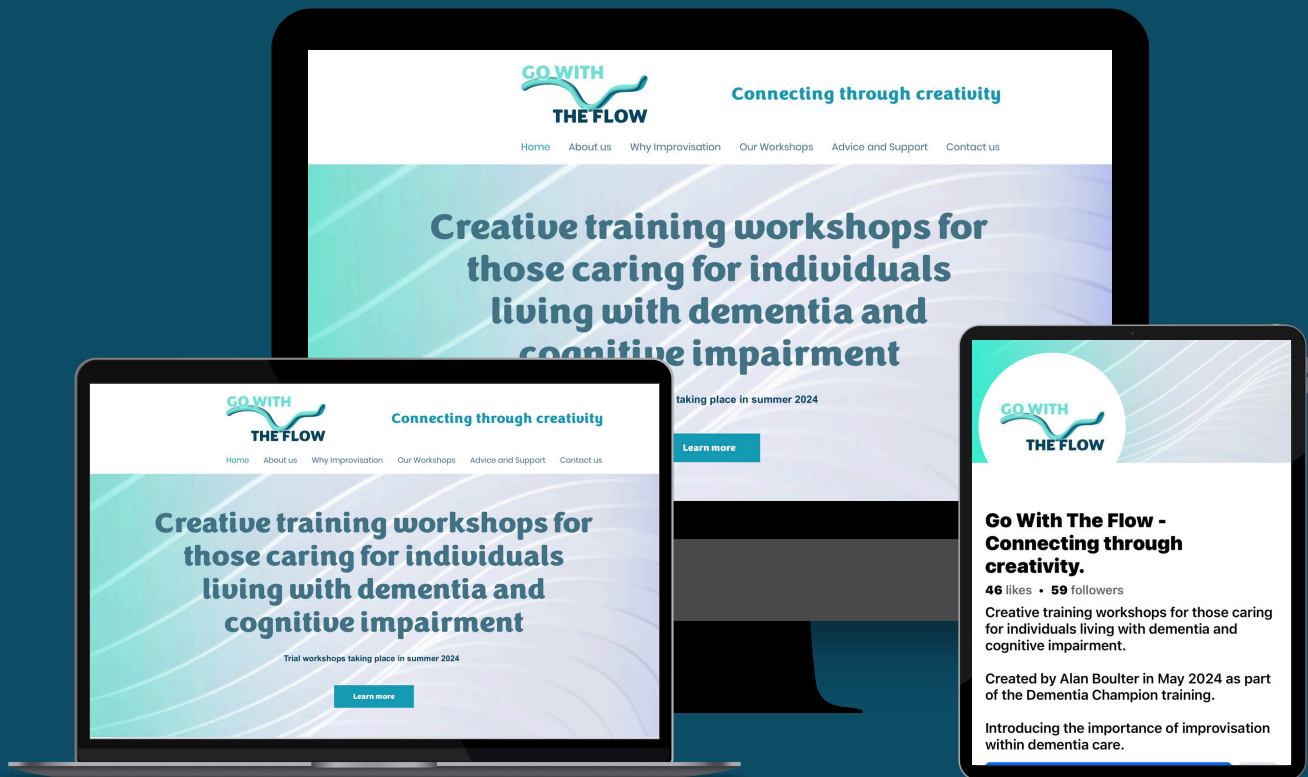 GO WITH
THE FLOW
Connecting through creativity
Home About us Why Improvisation Our Workshops Advice and Support Contact us
Creative training workshops for
those caring for individuals
living with dementia and
cognitive impairment
taking place in summer 2024
Learn more
GO WITH
THE FLOW
Connecting through creativity
Home About us Why Improvisation Our Workshops Advice and Support Contact us
Creative training workshops for
those caring for individuals
living with dementia and
cognitive impairment
Trial workshops taking place in summer 2024
Learn more
GO WITH
THE FLOW
Go With The Flow -
Connecting through
creativity.
46 likes • 59 followers
Creative training workshops for those caring
for individuals living with dementia and
cognitive impairment.
Created by Alan Boulter in May 2024 as part
of the Dementia Champion training.
Introducing the importance of improvisation
within dementia care.